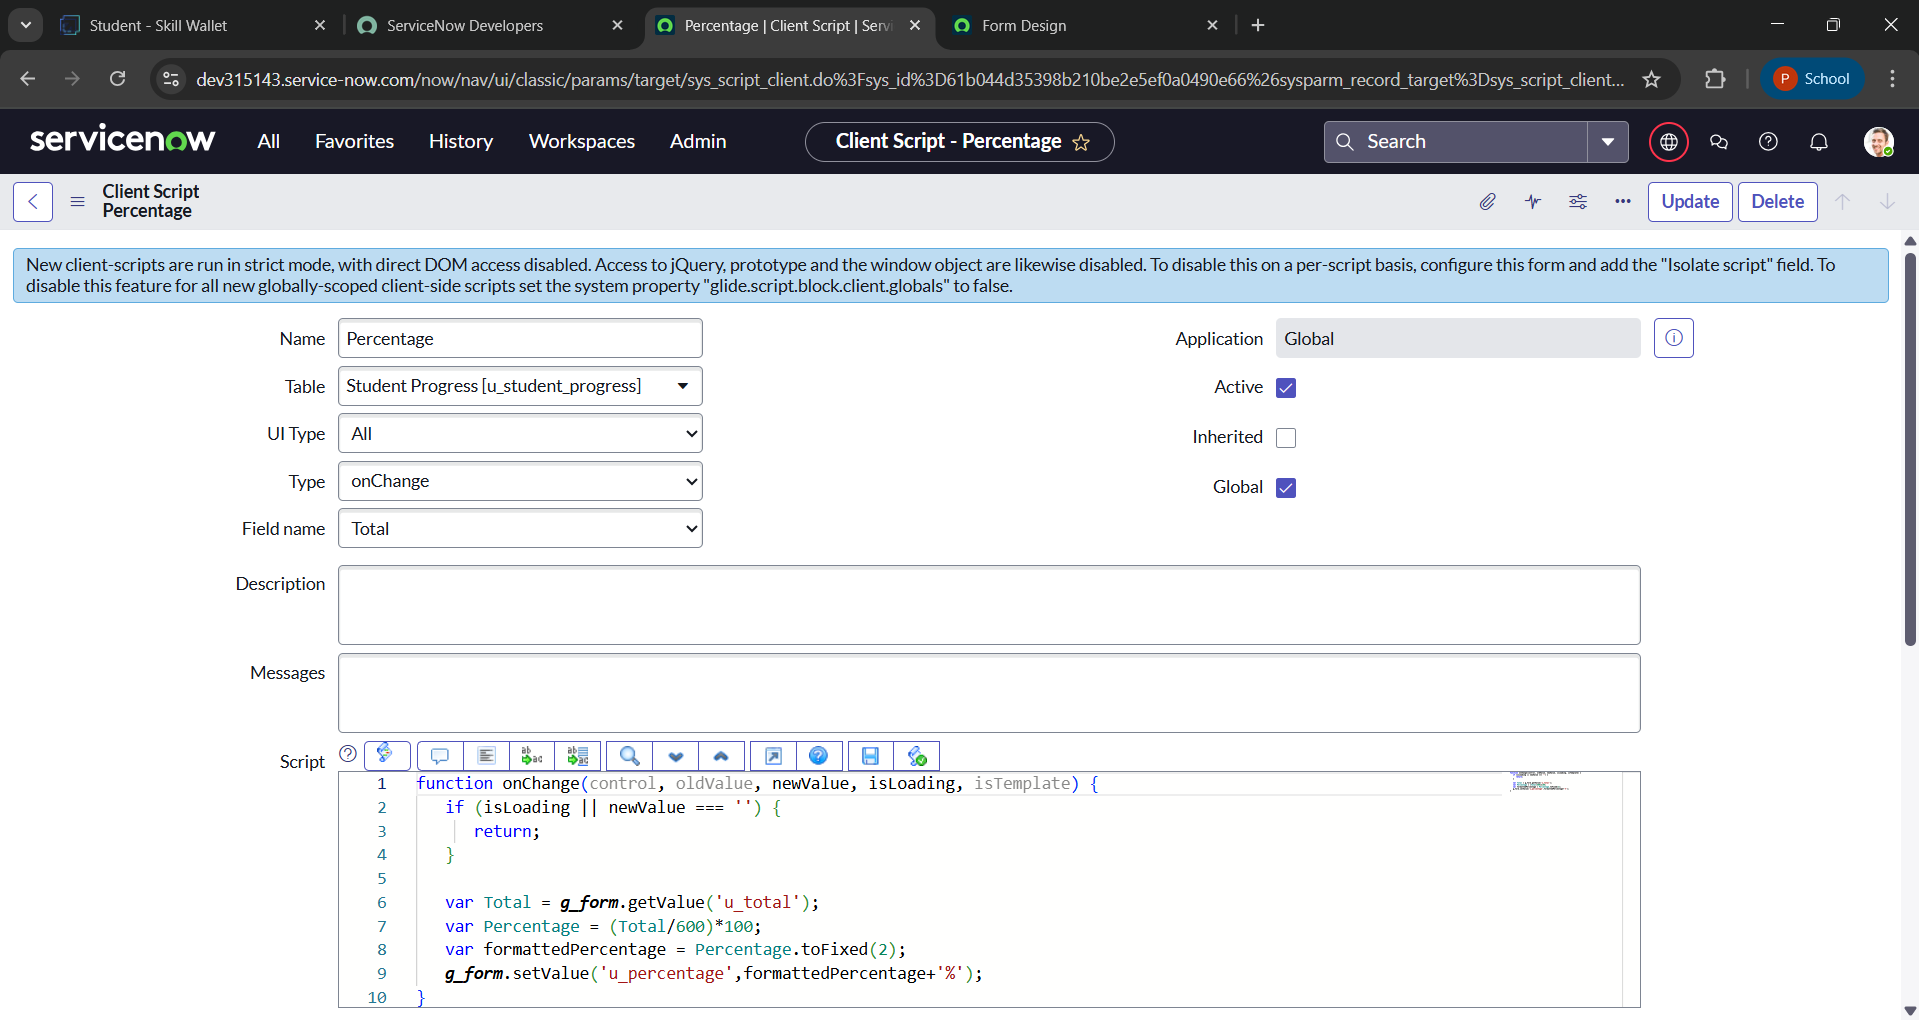 Student - Skill Wallet
ServiceNow Developers
Percentage | Client Script | Serv
Form Design
dev315143.service-now.com/now/nav/ui/classic/params/target/sys_script_client.do%3Fsys_id%3D61b044d35398b210be2e5ef0a0490e66%26sysparm_record_target%3Dsys_script_client...
P School
servicenow
All Favorites History Workspaces Admin
Client Script - Percentage
Search
Client Script
Percentage
Update
Delete
New client-scripts are run in strict mode, with direct DOM access disabled. Access to jQuery, prototype and the window object are likewise disabled. To disable this on a per-script basis, configure this form and add the "Isolate script" field. To
disable this feature for all new globally-scoped client-side scripts set the system property "glide.script.block.client.globals" to false.
Name Percentage
Application Global
Table Student Progress [u_student_progress]
Active
UI Type All
Inherited
Type onChange
Global
Field name Total
Description
Messages
Script
1 function onChange(control, oldValue, newValue, isLoading, isTemplate) {
2 if (isLoading || newValue === '') {
3 return;
4 }
5
6 var Total = g_form.getValue('u_total');
7 var Percentage = (Total/600)*100;
8 var formattedPercentage = Percentage.toFixed(2);
9 g_form.setValue('u_percentage',formattedPercentage+'%');
10 }